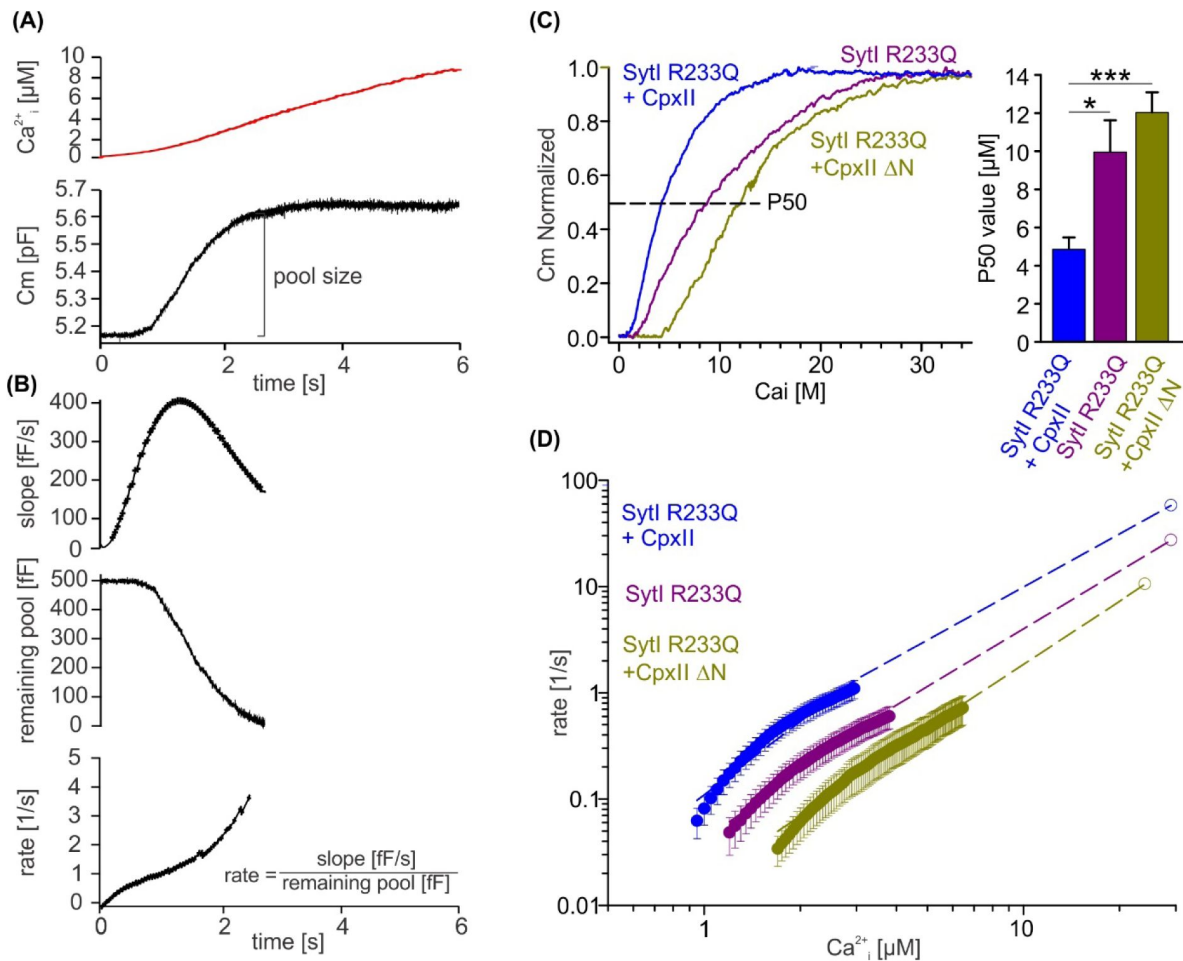 (A)
10
8
6
4
2
0
Ca2+i [µM]
5.7
5.6
5.5
5.4
5.3
5.2
Cm [pF]
pool size
0 2 4 6
time [s]
(B)
400
300
200
100
0
slope [fF/s]
500
400
300
200
100
0
remaining pool [fF]
5
4
3
2
1
0
rate [1/s]
rate = slope [fF/s]
remaining pool [fF]
0 2 4 6
time [s]
(C)
SytI R233Q
+ CpxII
SytI R233Q
SytI R233Q
+CpxII ΔN
P50
1.0
0.8
0.6
0.4
0.2
0.0
Cm Normalized
0 10 20 30
Cai [M]
14
12
10
8
6
4
2
0
P50 value [µM]
***
*
SytI R233Q
+ CpxII
SytI R233Q
SytI R233Q
+CpxII ΔN
(D)
SytI R233Q
+ CpxII
SytI R233Q
SytI R233Q
+CpxII ΔN
100
10
1
0.1
0.01
rate [1/s]
1 10
Ca2+i [µM]